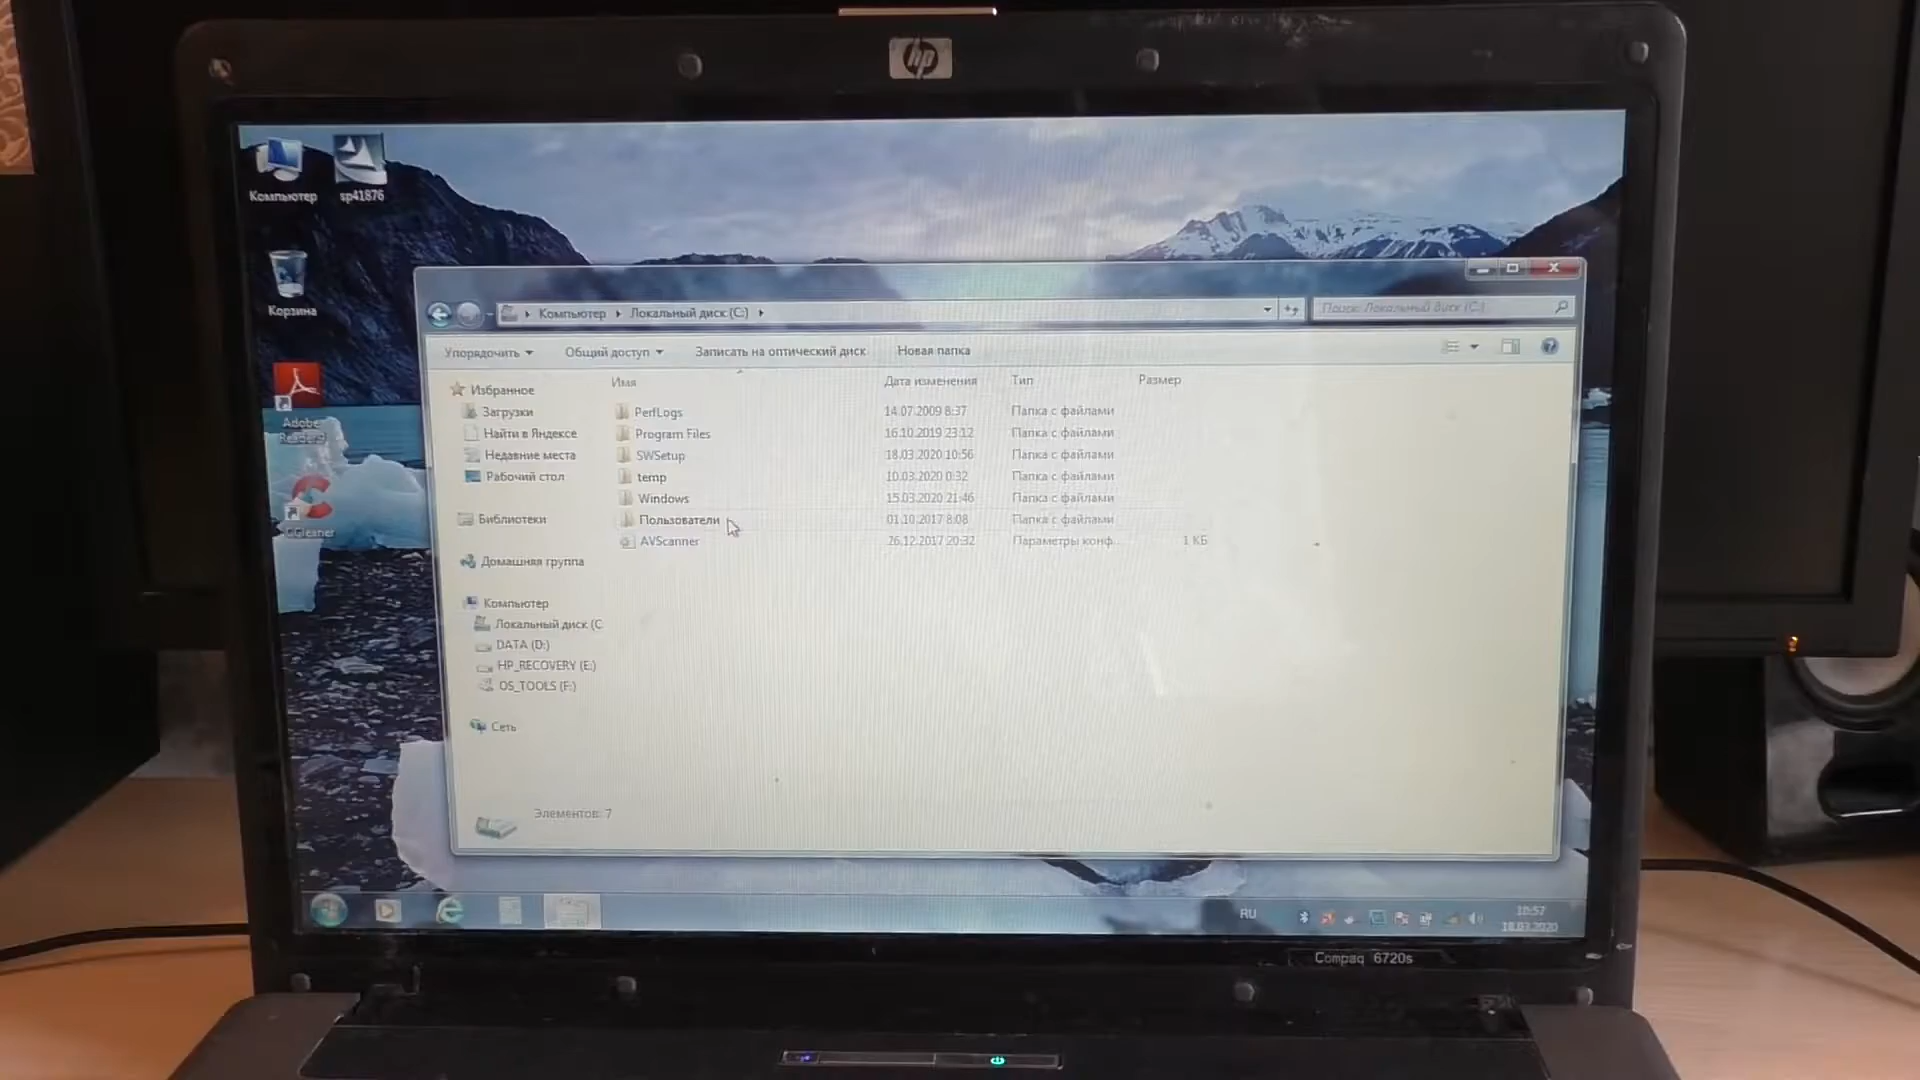 hp
Компьютер
sp41876
Корзина
Adobe
Reader 9
CCleaner
Компьютер
Локальный диск (C:)
Поиск: Локальный диск (C:)
Упорядочить
Общий доступ
Записать на оптический диск
Новая папка
Имя
Дата изменения
Тип
Размер
Избранное
Загрузки
Найти в Яндексе
Недавние места
Рабочий стол
Библиотеки
Домашняя группа
Компьютер
Локальный диск (C
DATA (D:)
HP_RECOVERY (E:)
OS_TOOLS (F:)
Сеть
PerfLogs 14.07.2009 8:37 Папка с файлами
Program Files 16.10.2019 23:12 Папка с файлами
SWSetup 18.03.2020 10:56 Папка с файлами
temp 10.03.2020 0:32 Папка с файлами
Windows 15.03.2020 21:46 Папка с файлами
Пользователи 01.10.2017 8:08 Папка с файлами
AVScanner 26.12.2017 20:32 Параметры конф... 1 КБ
Элементов: 7
RU
10:57
18.03.2020
Compaq 6720s